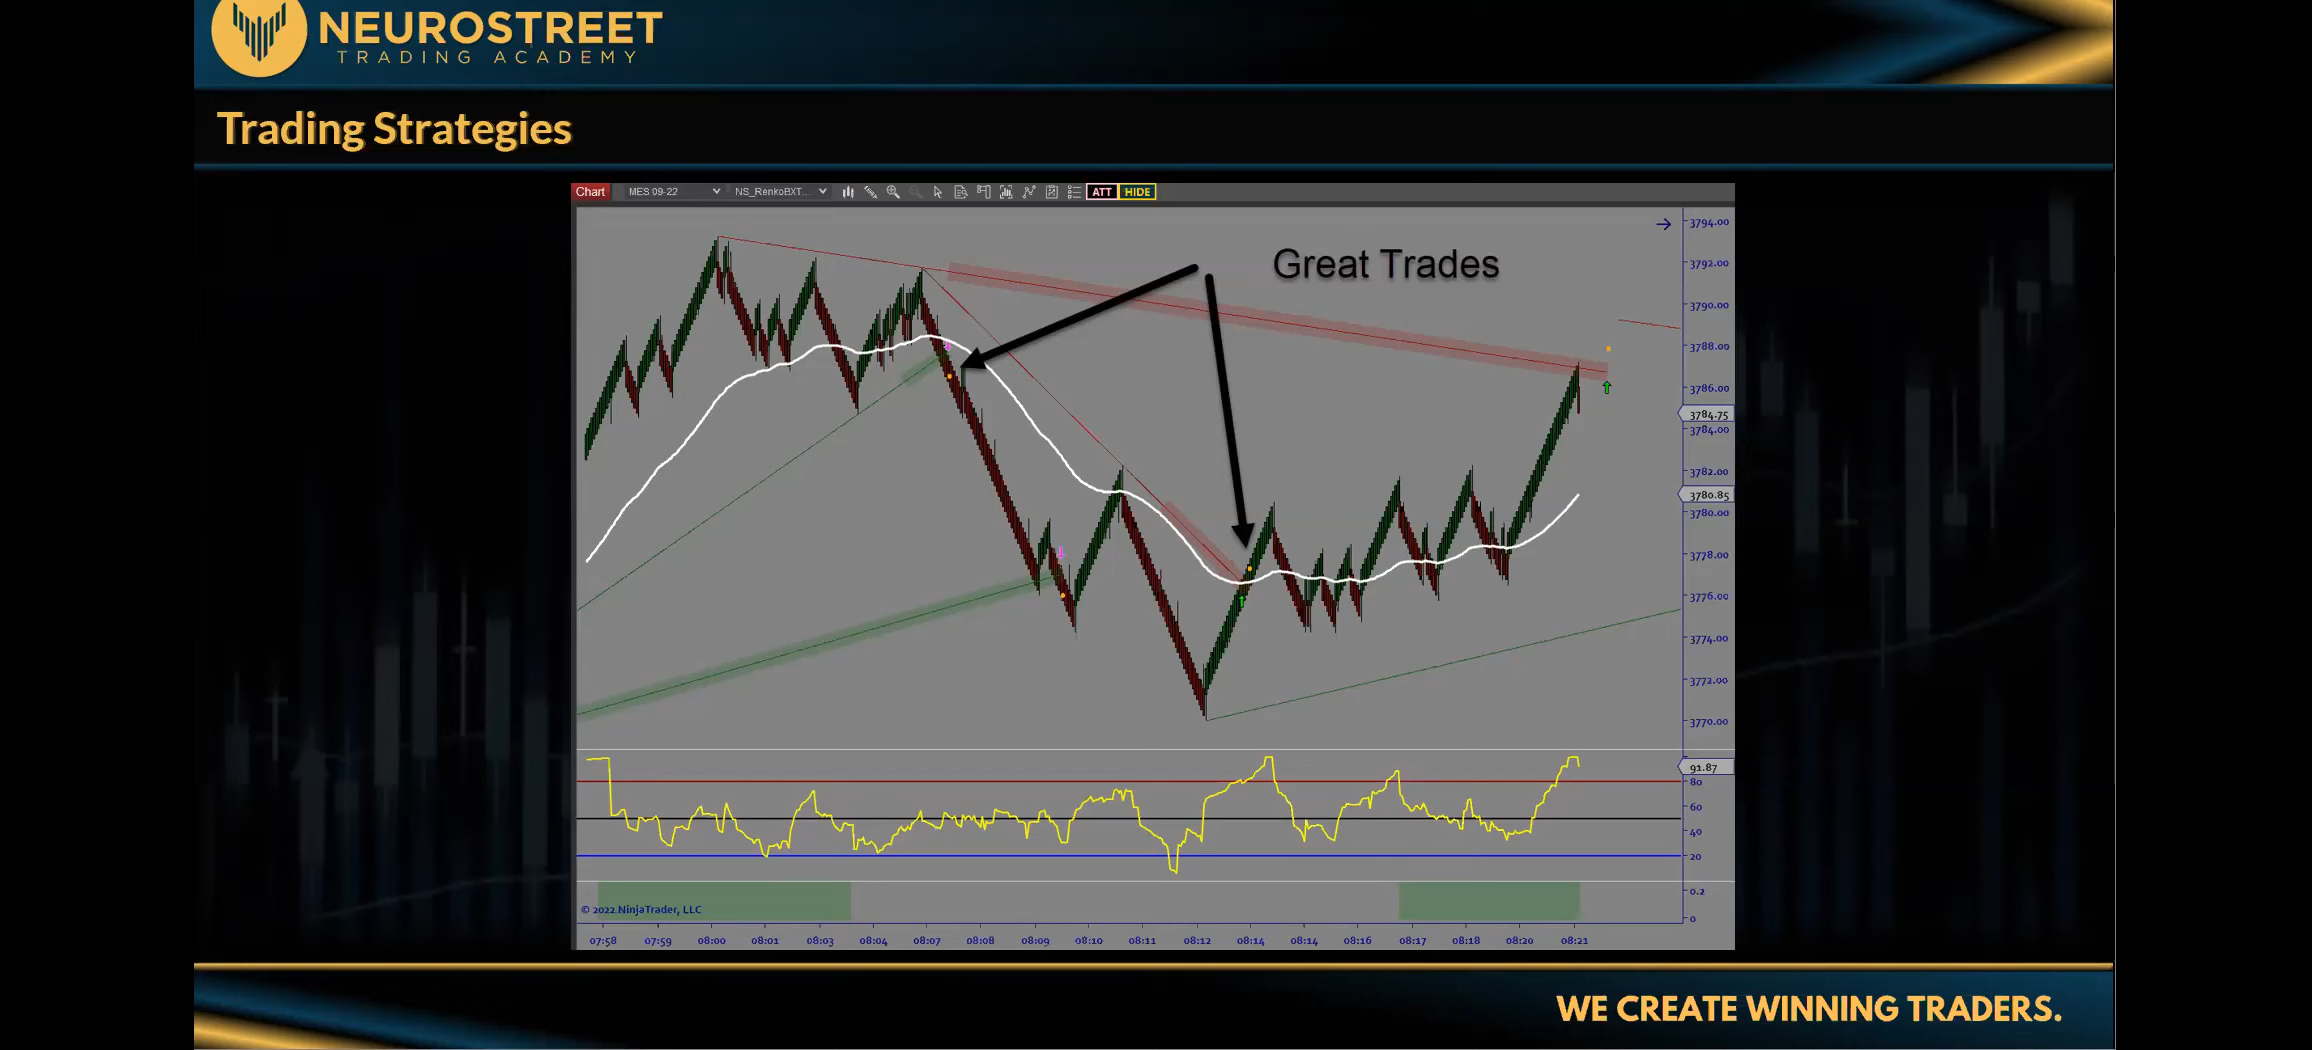 NEUROSTREET
TRADING ACADEMY
Trading Strategies
Chart MES 09-22 NS_RenkoBXT... ATT HIDE
Great Trades
3794.00
3792.00
3790.00
3788.00
3786.00
3784.75
3784.00
3782.00
3780.85
3780.00
3778.00
3776.00
3774.00
3772.00
3770.00
91.87
80
60
40
20
0.2
0
© 2022 NinjaTrader, LLC
07:58 07:59 08:00 08:01 08:03 08:04 08:07 08:08 08:09 08:10 08:11 08:12 08:14 08:14 08:16 08:17 08:18 08:20 08:21
WE CREATE WINNING TRADERS.